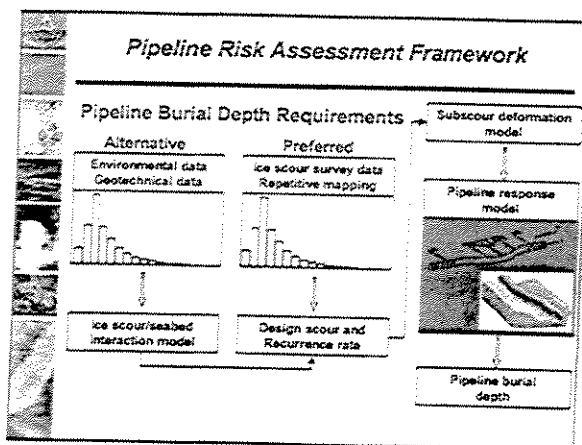 Pipeline Risk Assessment Framework
Pipeline Burial Depth Requirements
Alternative
Environmental data
Geotechnical data
Ice scour/seabed
interaction model
Preferred
Ice scour survey data
Repetitive mapping
Design scour and
Recurrence rate
Subscour deformation
model
Pipeline response
model
Pipeline burial
depth